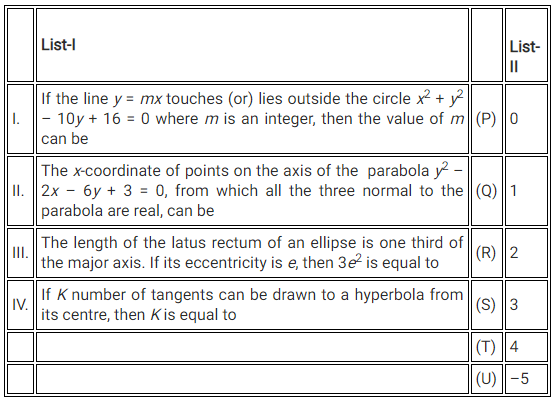 List-I
List-
II
I.
If the line y = mx touches (or) lies outside the circle x² + y²
− 10y + 16 = 0 where m is an integer, then the value of m
can be
(P)
0
II.
The x-coordinate of points on the axis of the parabola y² −
2x − 6y + 3 = 0, from which all the three normal to the
parabola are real, can be
(Q)
1
III.
The length of the latus rectum of an ellipse is one third of
the major axis. If its eccentricity is e, then 3e² is equal to
(R)
2
IV.
If K number of tangents can be drawn to a hyperbola from
its centre, then K is equal to
(S)
3
(T)
4
(U)
−5